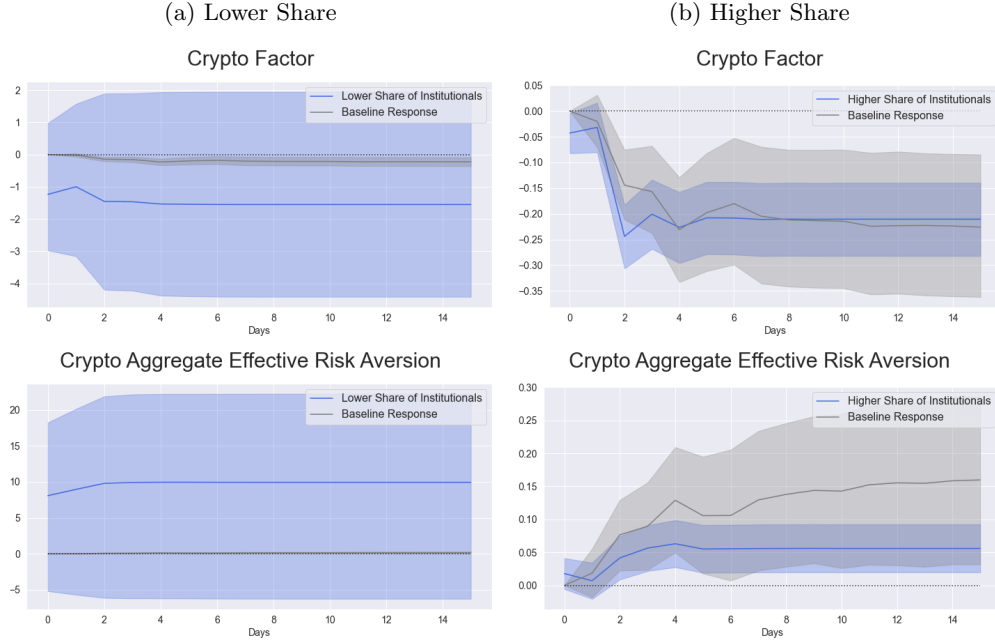 (a) Lower Share
(b) Higher Share
Crypto Factor
2
1
0
−1
−2
−3
−4
Lower Share of Institutionals
Baseline Response
0 2 4 6 8 10 12 14
Days
Crypto Factor
0.05
0.00
−0.05
−0.10
−0.15
−0.20
−0.25
−0.30
−0.35
Higher Share of Institutionals
Baseline Response
0 2 4 6 8 10 12 14
Days
Crypto Aggregate Effective Risk Aversion
20
15
10
5
0
−5
Lower Share of Institutionals
Baseline Response
0 2 4 6 8 10 12 14
Days
Crypto Aggregate Effective Risk Aversion
0.30
0.25
0.20
0.15
0.10
0.05
0.00
Higher Share of Institutionals
Baseline Response
0 2 4 6 8 10 12 14
Days